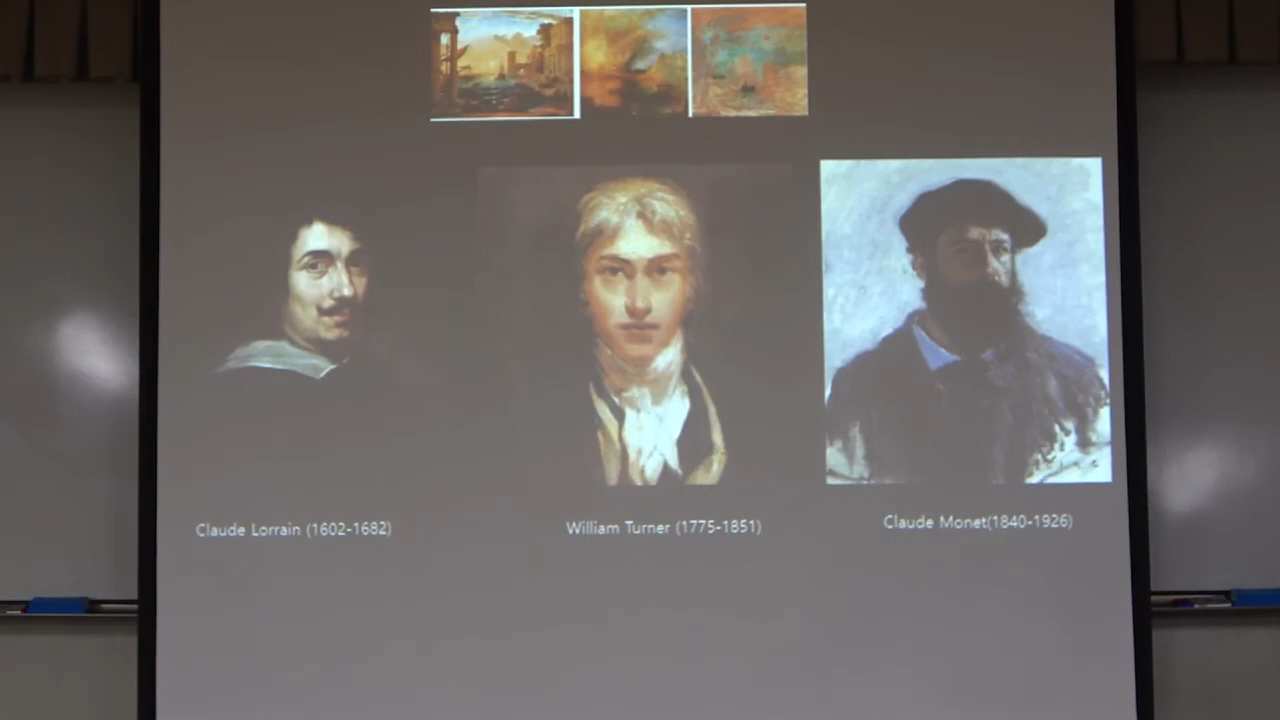 Claude Lorrain (1602-1682)
William Turner (1775-1851)
Claude Monet(1840-1926)